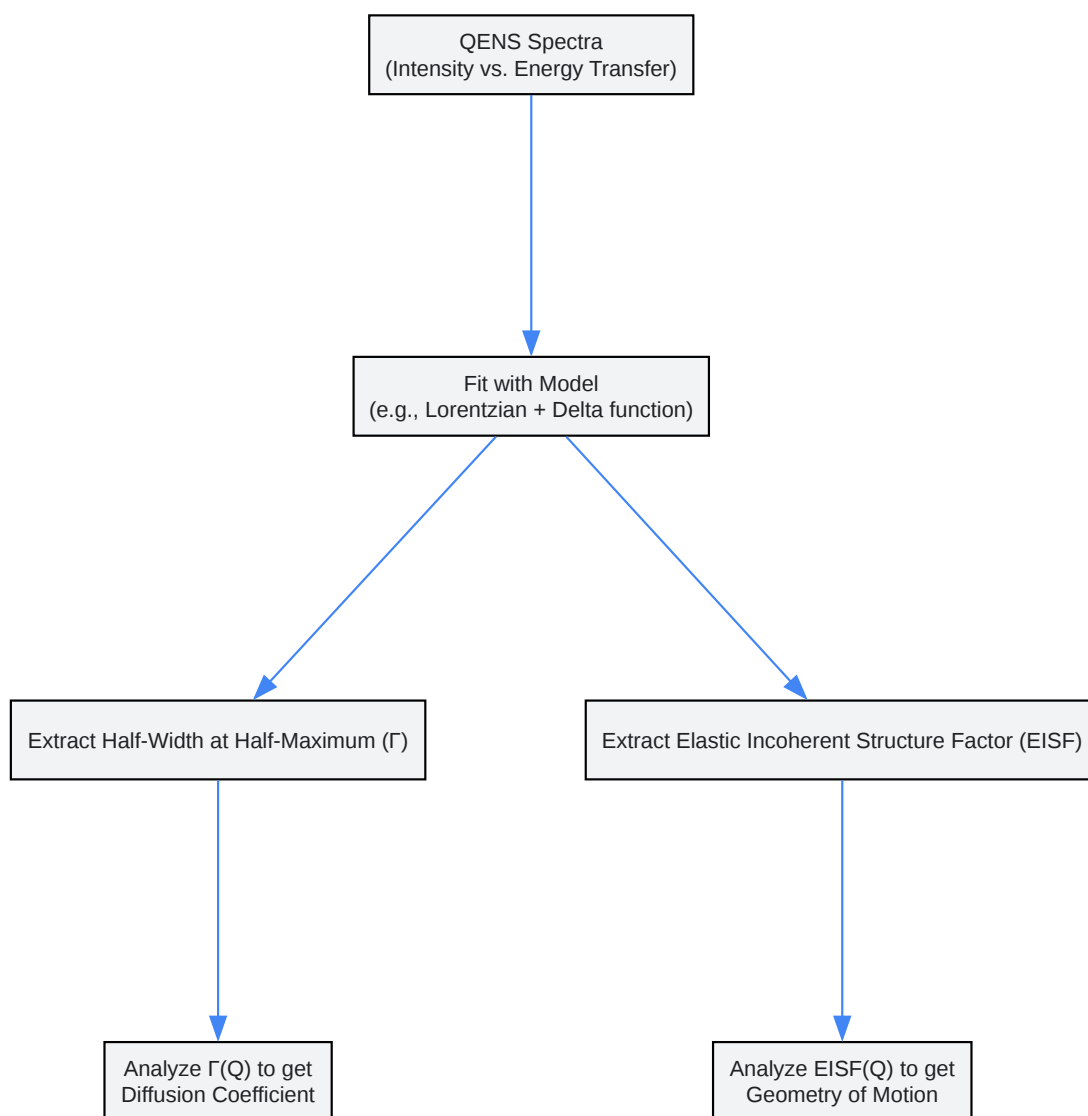 QENS Spectra
(Intensity vs. Energy Transfer)
Fit with Model
(e.g., Lorentzian + Delta function)
Extract Half-Width at Half-Maximum (Γ)
Extract Elastic Incoherent Structure Factor (EISF)
Analyze Γ(Q) to get
Diffusion Coefficient
Analyze EISF(Q) to get
Geometry of Motion